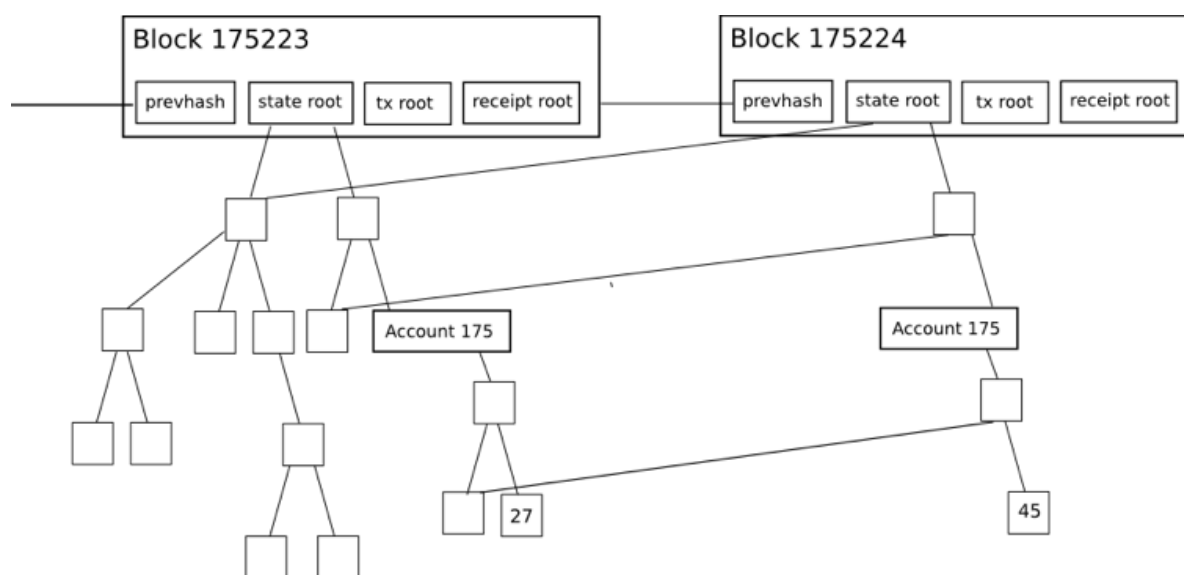 Block 175223
prevhash
state root
tx root
receipt root
Block 175224
prevhash
state root
tx root
receipt root
Account 175
27
Account 175
45